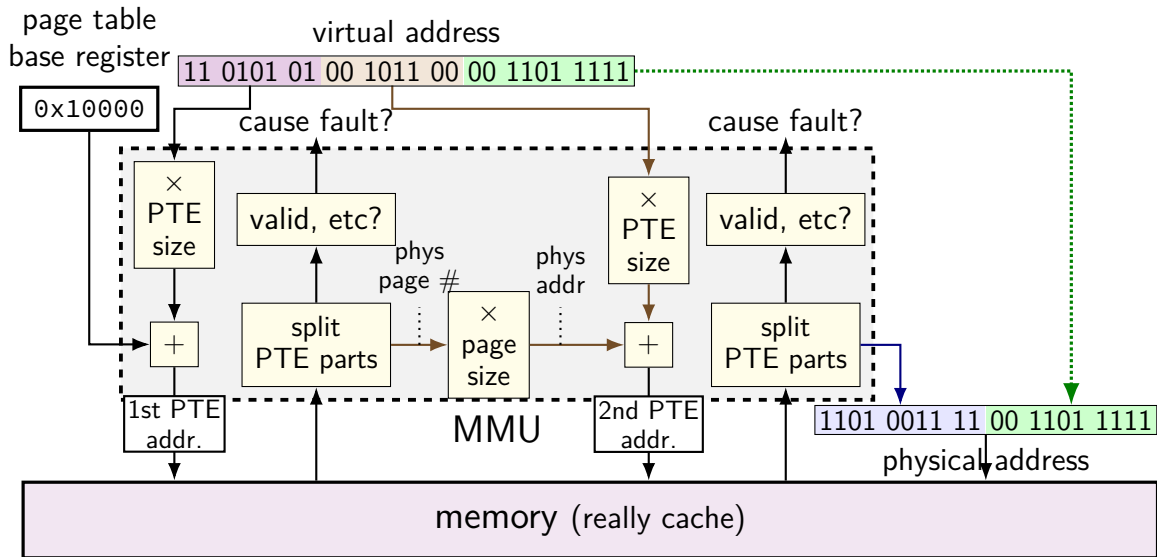 page table
base register
virtual address
11 0101 01 00 1011 00 00 1101 1111
0x10000
cause fault?
cause fault?
×
PTE
size
valid, etc?
×
PTE
size
valid, etc?
phys
page #
phys
addr
+
split
PTE parts
×
page
size
+
split
PTE parts
1st PTE
addr.
MMU
2nd PTE
addr.
1101 0011 11 00 1101 1111
physical address
memory (really cache)